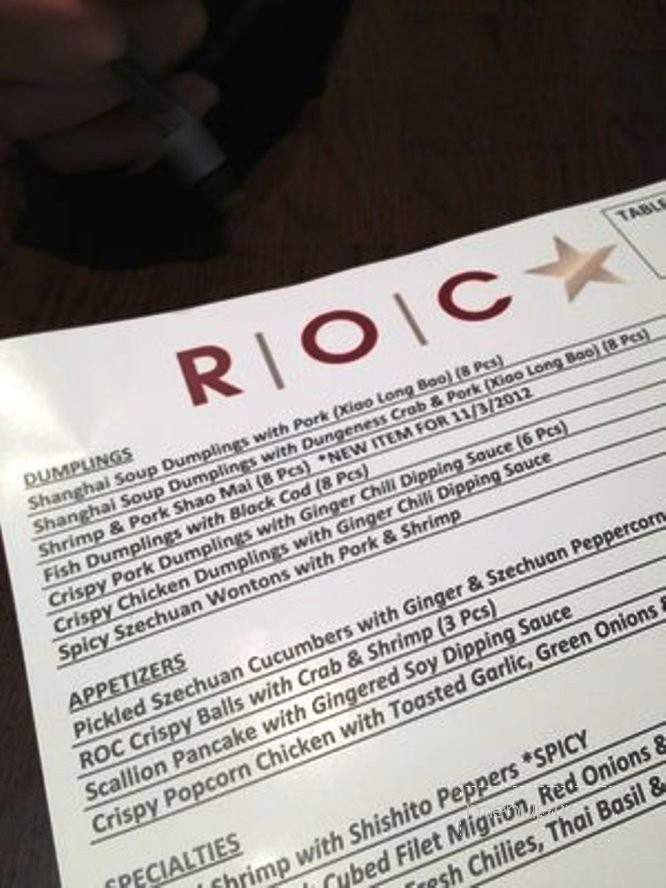 TABLE
R|O|C
DUMPLINGS
Shanghai Soup Dumplings with Pork (Xiao Long Bao) (8 Pcs)
Shanghai Soup Dumplings with Dungeness Crab & Pork (Xiao Long Bao) (8 Pcs)
Shrimp & Pork Shao Mai (8 Pcs) *NEW ITEM FOR 11/3/2012
Fish Dumplings with Black Cod (8 Pcs)
Crispy Pork Dumplings with Ginger Chili Dipping Sauce (6 Pcs)
Crispy Chicken Dumplings with Ginger Chili Dipping Sauce
Spicy Szechuan Wontons with Pork & Shrimp
APPETIZERS
Pickled Szechuan Cucumbers with Ginger & Szechuan Peppercorn
ROC Crispy Balls with Crab & Shrimp (3 Pcs)
Scallion Pancake with Gingered Soy Dipping Sauce
Crispy Popcorn Chicken with Toasted Garlic, Green Onions &
SPECIALTIES
Shrimp with Shishito Peppers *SPICY
Cubed Filet Mignon, Red Onions &
Fresh Chilies, Thai Basil &